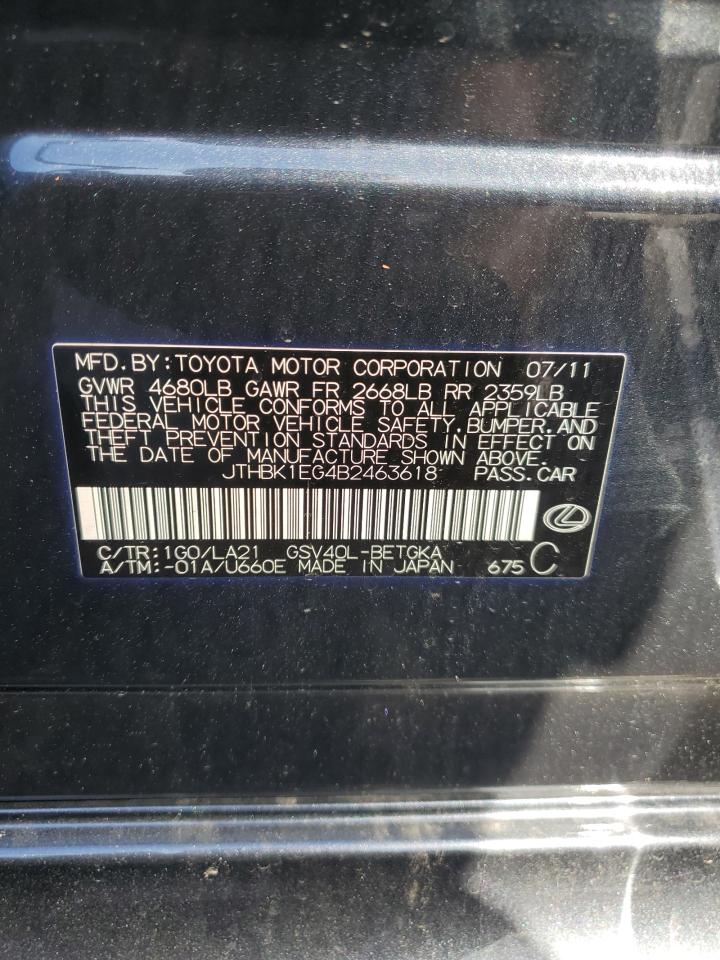 MFD.BY:TOYOTA MOTOR CORPORATION 07/11
GVWR 4680LB GAWR FR 2668LB RR 2359LB
THIS VEHICLE CONFORMS TO ALL APPLICABLE
FEDERAL MOTOR VEHICLE SAFETY,BUMPER,AND
THEFT PREVENTION STANDARDS IN EFFECT ON
THE DATE OF MANUFACTURE SHOWN ABOVE.
JTHBK1EG4B2463618 PASS.CAR
C/TR:1G0/LA21 GSV40L-BETGKA
A/TM:-01A/U660E MADE IN JAPAN 675 C